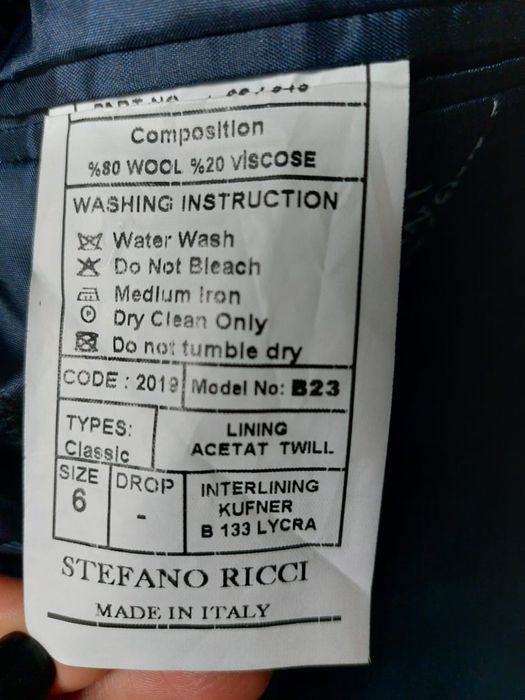 Composition
%80 WOOL %20 VİSCOSE
WASHING INSTRUCTION
Water Wash
Do Not Bleach
Medium Iron
Dry Clean Only
Do not tumble dry
CODE : 2019 Model No: B23
TYPES:
Classic
LINING
ACETAT TWILL
SIZE
6
DROP
-
INTERLINING
KUFNER
B 133 LYCRA
STEFANO RICCI
MADE IN ITALY